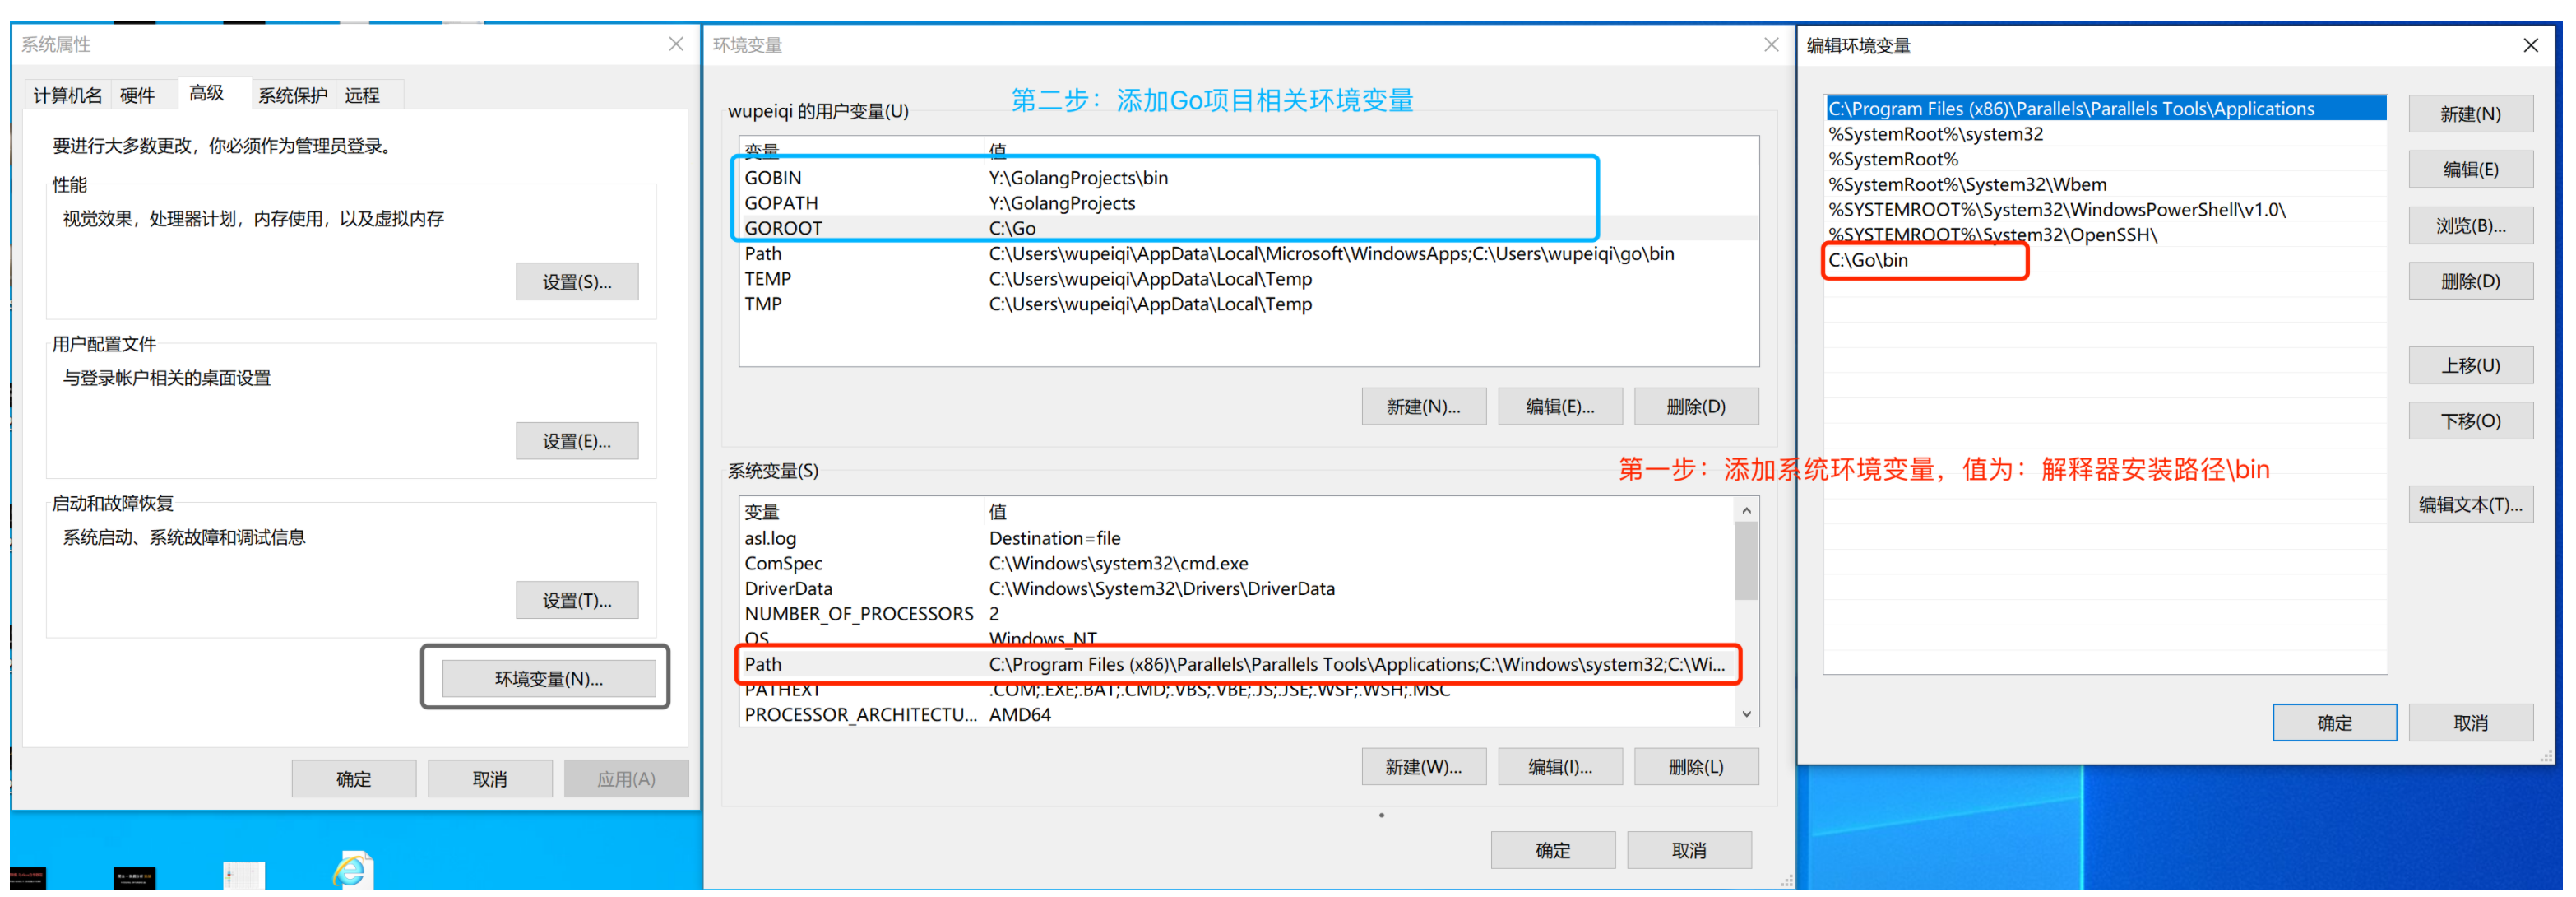 系统属性
计算机名 硬件 高级 系统保护 远程
要进行大多数更改，你必须作为管理员登录。
性能
视觉效果，处理器计划，内存使用，以及虚拟内存
设置(S)...
用户配置文件
与登录帐户相关的桌面设置
设置(E)...
启动和故障恢复
系统启动、系统故障和调试信息
设置(T)...
环境变量(N)...
确定 取消 应用(A)
环境变量
第二步：添加Go项目相关环境变量
wupeiqi 的用户变量(U)
变量 值
GOBIN Y:\GolangProjects\bin
GOPATH Y:\GolangProjects
GOROOT C:\Go
Path C:\Users\wupeiqi\AppData\Local\Microsoft\WindowsApps;C:\Users\wupeiqi\go\bin
TEMP C:\Users\wupeiqi\AppData\Local\Temp
TMP C:\Users\wupeiqi\AppData\Local\Temp
新建(N)... 编辑(E)... 删除(D)
系统变量(S)
第一步：添加系统环境变量，值为：解释器安装路径\bin
变量 值
asl.log Destination=file
ComSpec C:\Windows\system32\cmd.exe
DriverData C:\Windows\System32\Drivers\DriverData
NUMBER_OF_PROCESSORS 2
OS Windows_NT
Path C:\Program Files (x86)\Parallels\Parallels Tools\Applications;C:\Windows\system32;C:\Wi...
PATHEXT .COM;.EXE;.BAT;.CMD;.VBS;.VBE;.JS;.JSE;.WSF;.WSH;.MSC
PROCESSOR_ARCHITECTU... AMD64
新建(W)... 编辑(I)... 删除(L)
确定 取消
编辑环境变量
C:\Program Files (x86)\Parallels\Parallels Tools\Applications
%SystemRoot%\system32
%SystemRoot%
%SystemRoot%\System32\Wbem
%SYSTEMROOT%\System32\WindowsPowerShell\v1.0\
%SYSTEMROOT%\System32\OpenSSH\
C:\Go\bin
新建(N)
编辑(E)
浏览(B)...
删除(D)
上移(U)
下移(O)
编辑文本(T)...
确定 取消